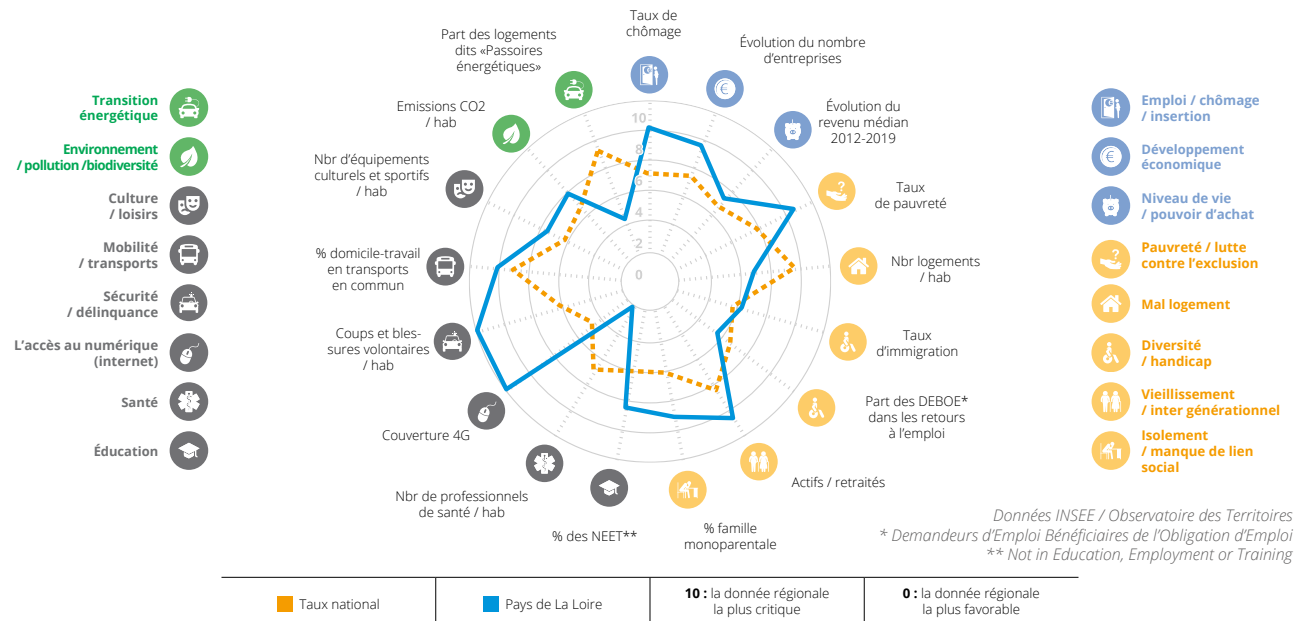 Taux de
chômage
Évolution du nombre
d'entreprises
Évolution du
revenu médian
2012-2019
Taux
de pauvreté
Nbr logements
/ hab
Taux
d'immigration
Part des DEBOE*
dans les retours
à l'emploi
Actifs / retraités
% famille
monoparentale
% des NEET**
Nbr de professionnels
de santé / hab
Couverture 4G
Coups et bles-
sures volontaires
/ hab
% domicile-travail
en transports
en commun
Nbr d'équipements
culturels et sportifs
/ hab
Emissions CO2
/ hab
Part des logements
dits «Passoires
énergétiques»
10
8
6
4
2
0
Transition
énergétique
Environnement
/ pollution /biodiversité
Culture
/ loisirs
Mobilité
/ transports
Sécurité
/ délinquance
L'accès au numérique
(internet)
Santé
Éducation
Emploi / chômage
/ insertion
Développement
économique
Niveau de vie
/ pouvoir d'achat
Pauvreté / lutte
contre l'exclusion
Mal logement
Diversité
/ handicap
Vieillissement
/ inter générationnel
Isolement
/ manque de lien
social
Données INSEE / Observatoire des Territoires
* Demandeurs d'Emploi Bénéficiaires de l'Obligation d'Emploi
** Not in Education, Employment or Training
Taux national
Pays de La Loire
10 : la donnée régionale
la plus critique
0 : la donnée régionale
la plus favorable